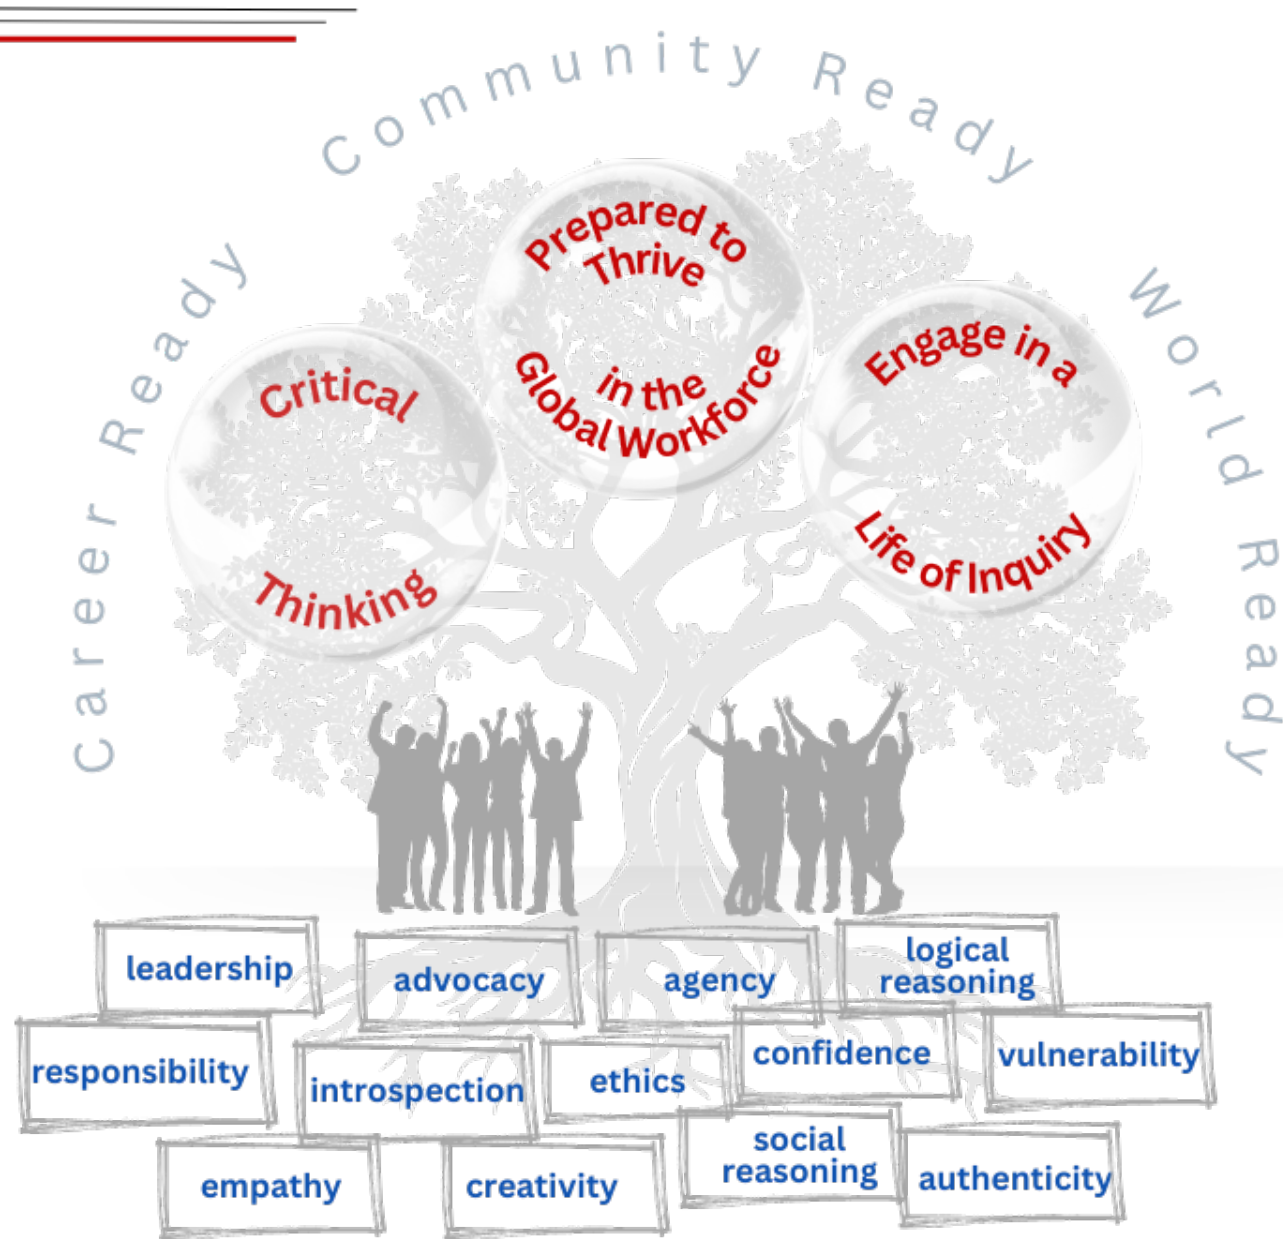 Community Ready
Career Ready
World Ready
Prepared to
Thrive
in the
Global Workforce
Critical
Thinking
Engage in a
Life of Inquiry
leadership
advocacy
agency
logical
reasoning
responsibility
introspection
ethics
confidence
vulnerability
empathy
creativity
social
reasoning
authenticity